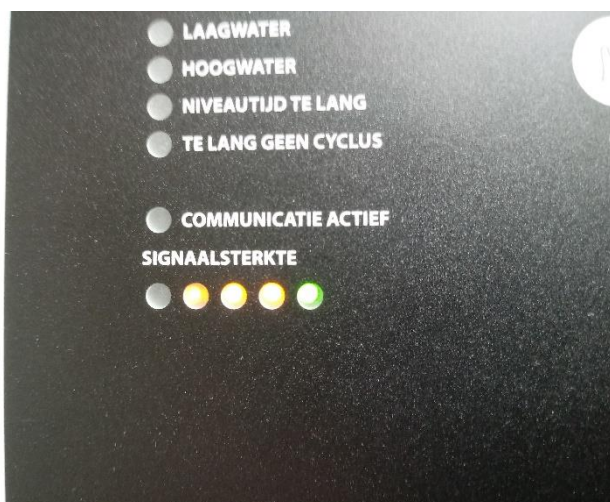 LAAGWATER
HOOGWATER
NIVEAUTIJD TE LANG
TE LANG GEEN CYCLUS
COMMUNICATIE ACTIEF
SIGNAALSTERKTE